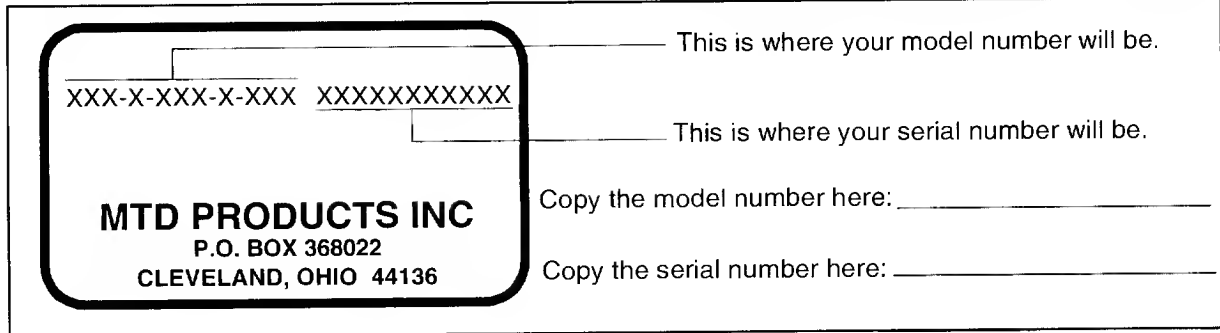 This is where your model number will be.
XXX-X-XXX-X-XXX XXXXXXXXXXX
This is where your serial number will be.
MTD PRODUCTS INC
P.O. BOX 368022
CLEVELAND, OHIO 44136
Copy the model number here:
Copy the serial number here: